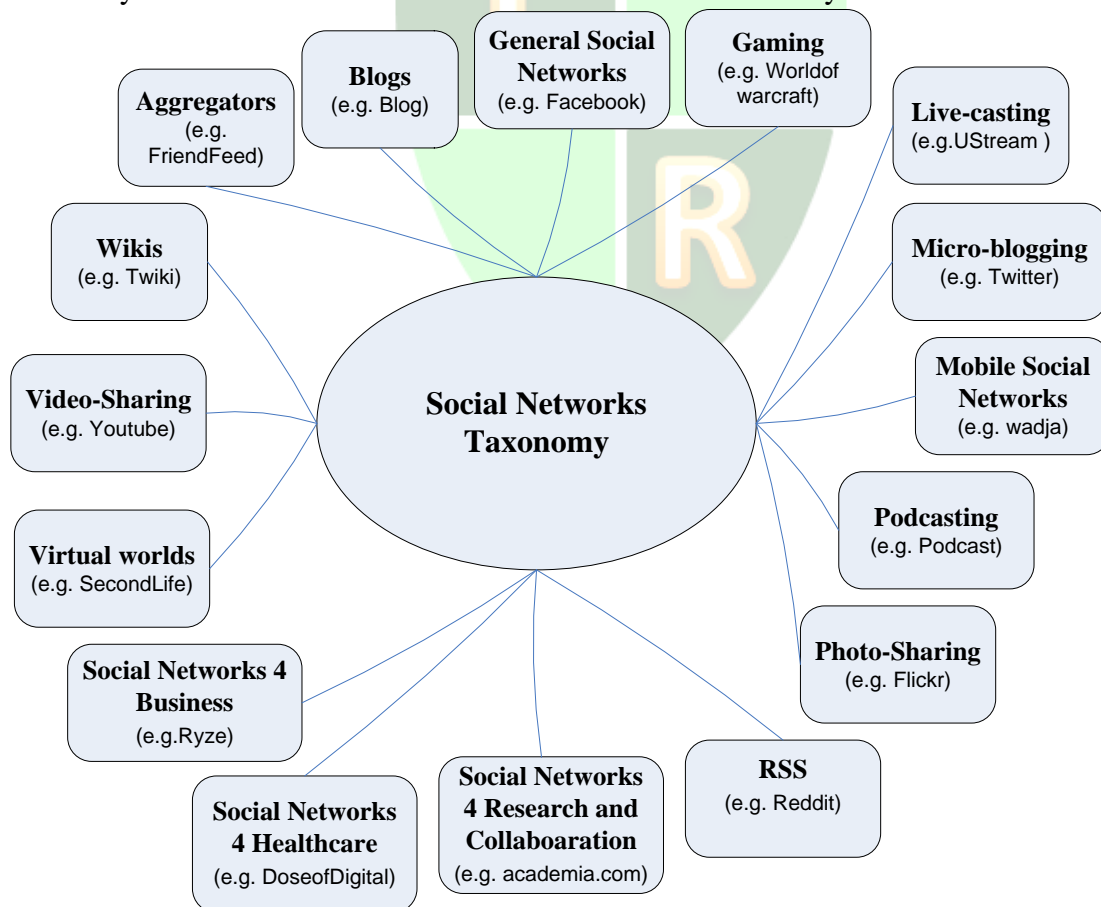 General Social
Networks
(e.g. Facebook)
Gaming
(e.g. Worldof
warcraft)
Blogs
(e.g. Blog)
Aggregators
(e.g.
FriendFeed)
Live-casting
(e.g.UStream )
Wikis
(e.g. Twiki)
R
Micro-blogging
(e.g. Twitter)
Video-Sharing
(e.g. Youtube)
Social Networks
Taxonomy
Mobile Social
Networks
(e.g. wadja)
Virtual worlds
(e.g. SecondLife)
Podcasting
(e.g. Podcast)
Social Networks 4
Business
(e.g.Ryze)
Photo-Sharing
(e.g. Flickr)
Social Networks
4 Healthcare
(e.g. DoseofDigital)
Social Networks
4 Research and
Collaboaration
(e.g. academia.com)
RSS
(e.g. Reddit)